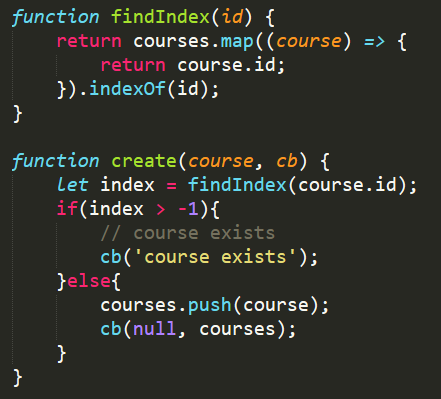 function findIndex(id) {
    return courses.map((course) => {
        return course.id;
    }).indexOf(id);
}

function create(course, cb) {
    let index = findIndex(course.id);
    if(index > -1){
        // course exists
        cb('course exists');
    }else{
        courses.push(course);
        cb(null, courses);
    }
}